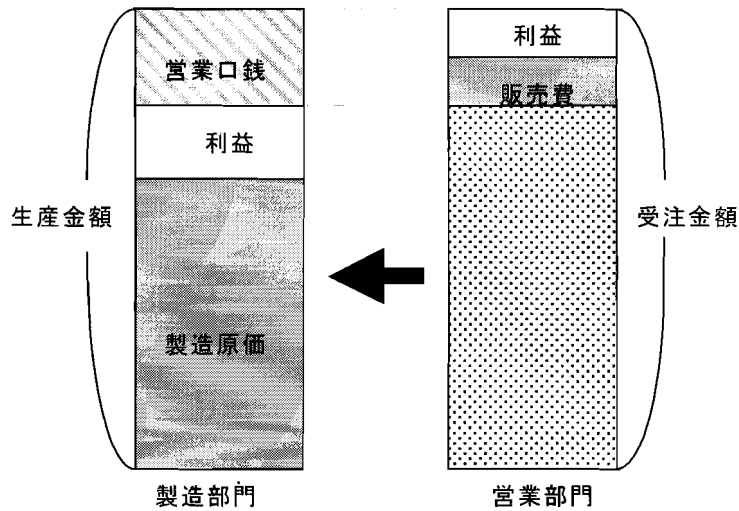 営業口銭
利益
生産金額
製造原価
製造部門
利益
販売費
受注金額
営業部門